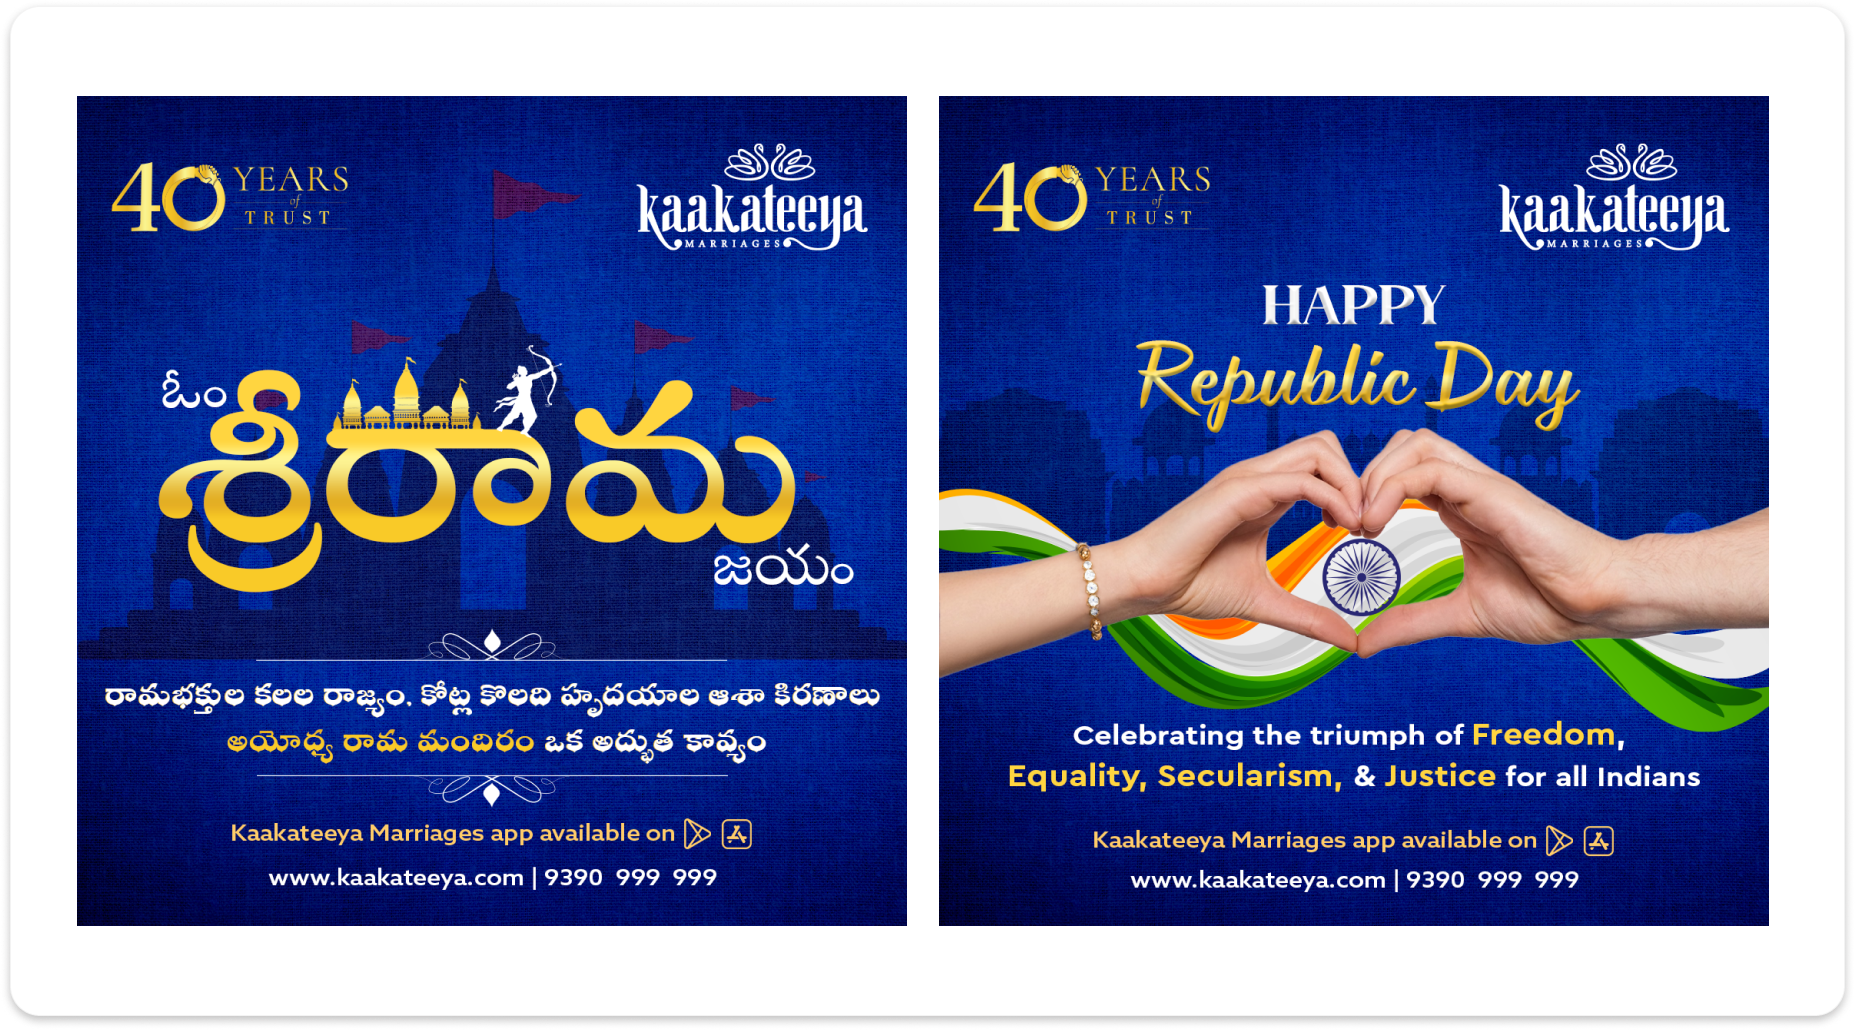 40 YEARS
of
TRUST
kaakateeya
MARRIAGES
ఓం
శ్రీరామ
జయం
రామభక్తుల కలల రాజ్యం, కోట్ల కొలది హృదయాల ఆశా కిరణాలు
అయోధ్య రామ మందిరం ఒక అద్భుత కావ్యం
Kaakateeya Marriages app available on
www.kaakateeya.com | 9390 999 999
40 YEARS
of
TRUST
kaakateeya
MARRIAGES
HAPPY
Republic Day
Celebrating the triumph of Freedom,
Equality, Secularism, & Justice for all Indians
Kaakateeya Marriages app available on
www.kaakateeya.com | 9390 999 999